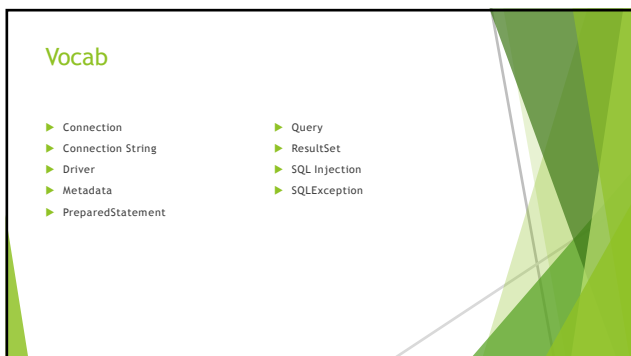 Vocab
Connection
Connection String
Driver
Metadata
PreparedStatement
Query
ResultSet
SQL Injection
SQLException